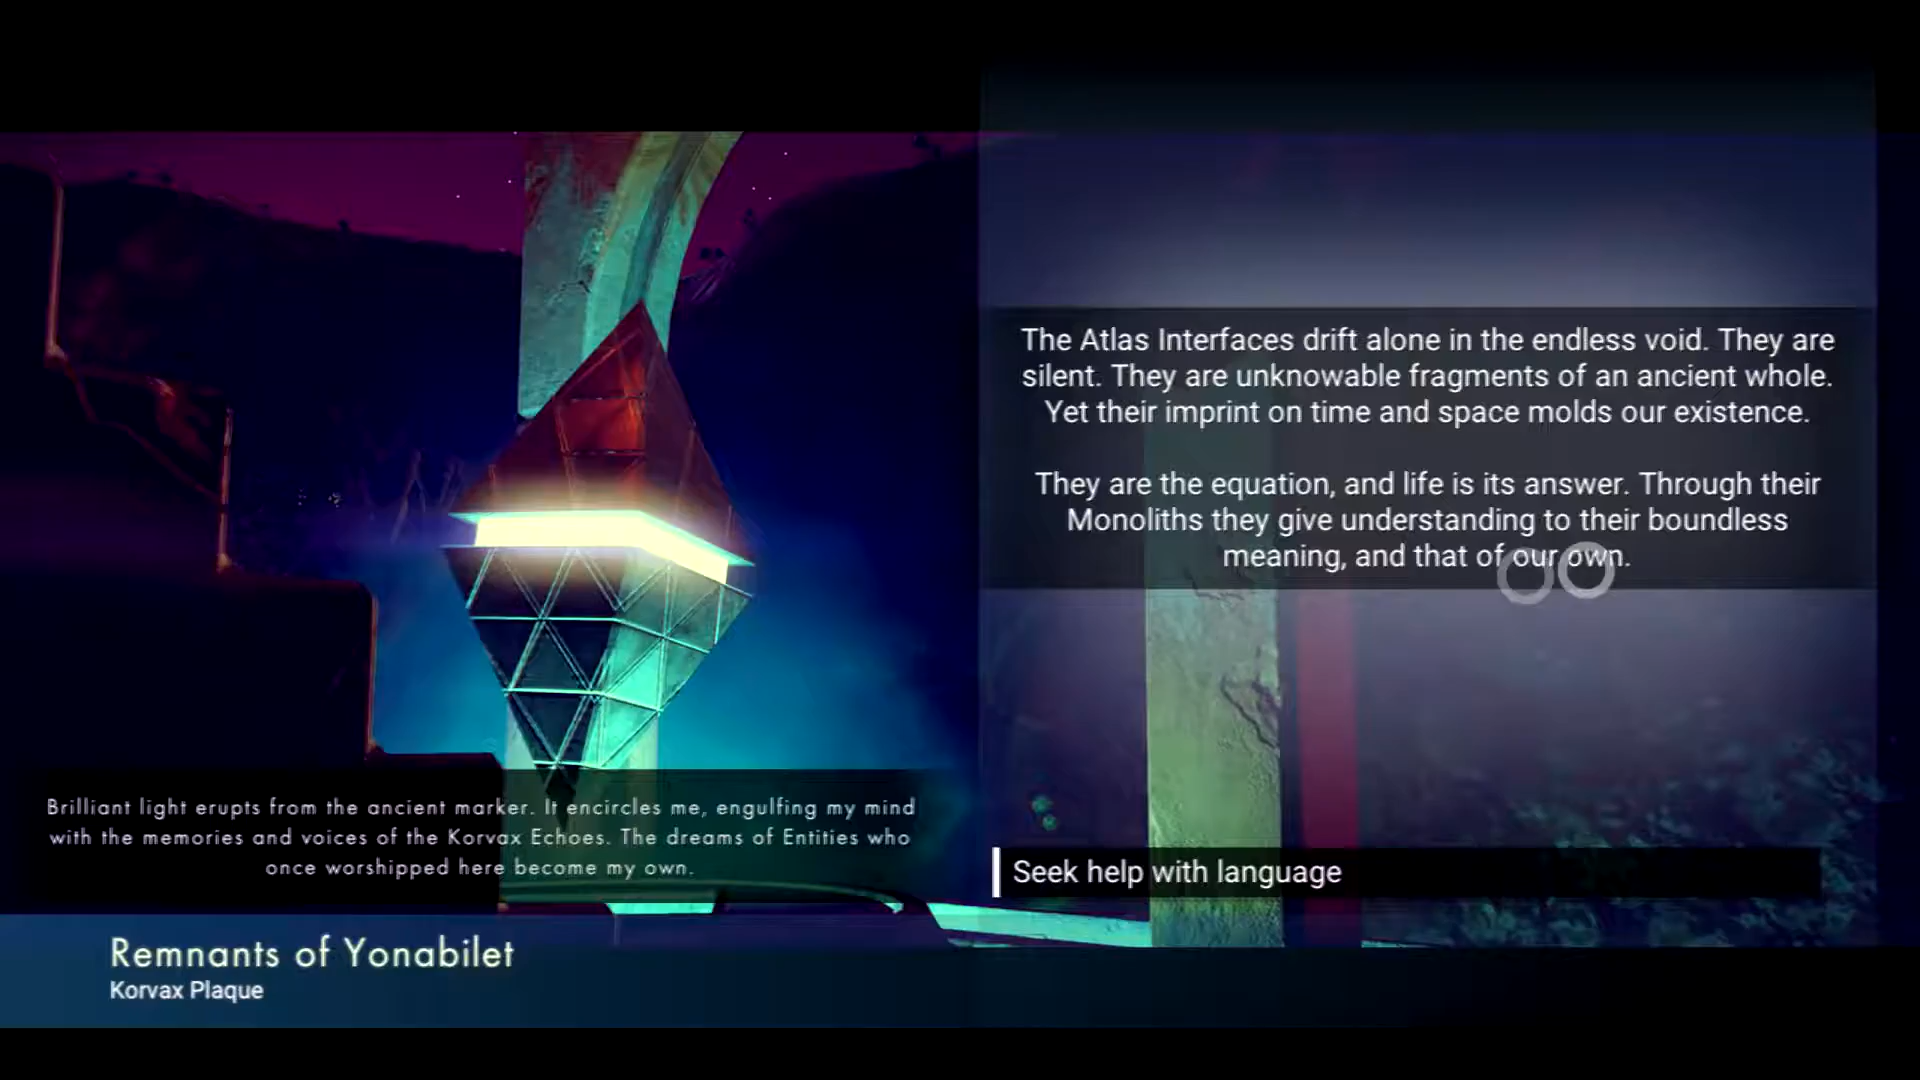 The Atlas Interfaces drift alone in the endless void. They are
silent. They are unknowable fragments of an ancient whole.
Yet their imprint on time and space molds our existence.
They are the equation, and life is its answer. Through their
Monoliths they give understanding to their boundless
meaning, and that of our own.
Brilliant light erupts from the ancient marker. It encircles me, engulfing my mind
with the memories and voices of the Korvax Echoes. The dreams of Entities who
once worshipped here become my own.
Seek help with language
Remnants of Yonabilet
Korvax Plaque